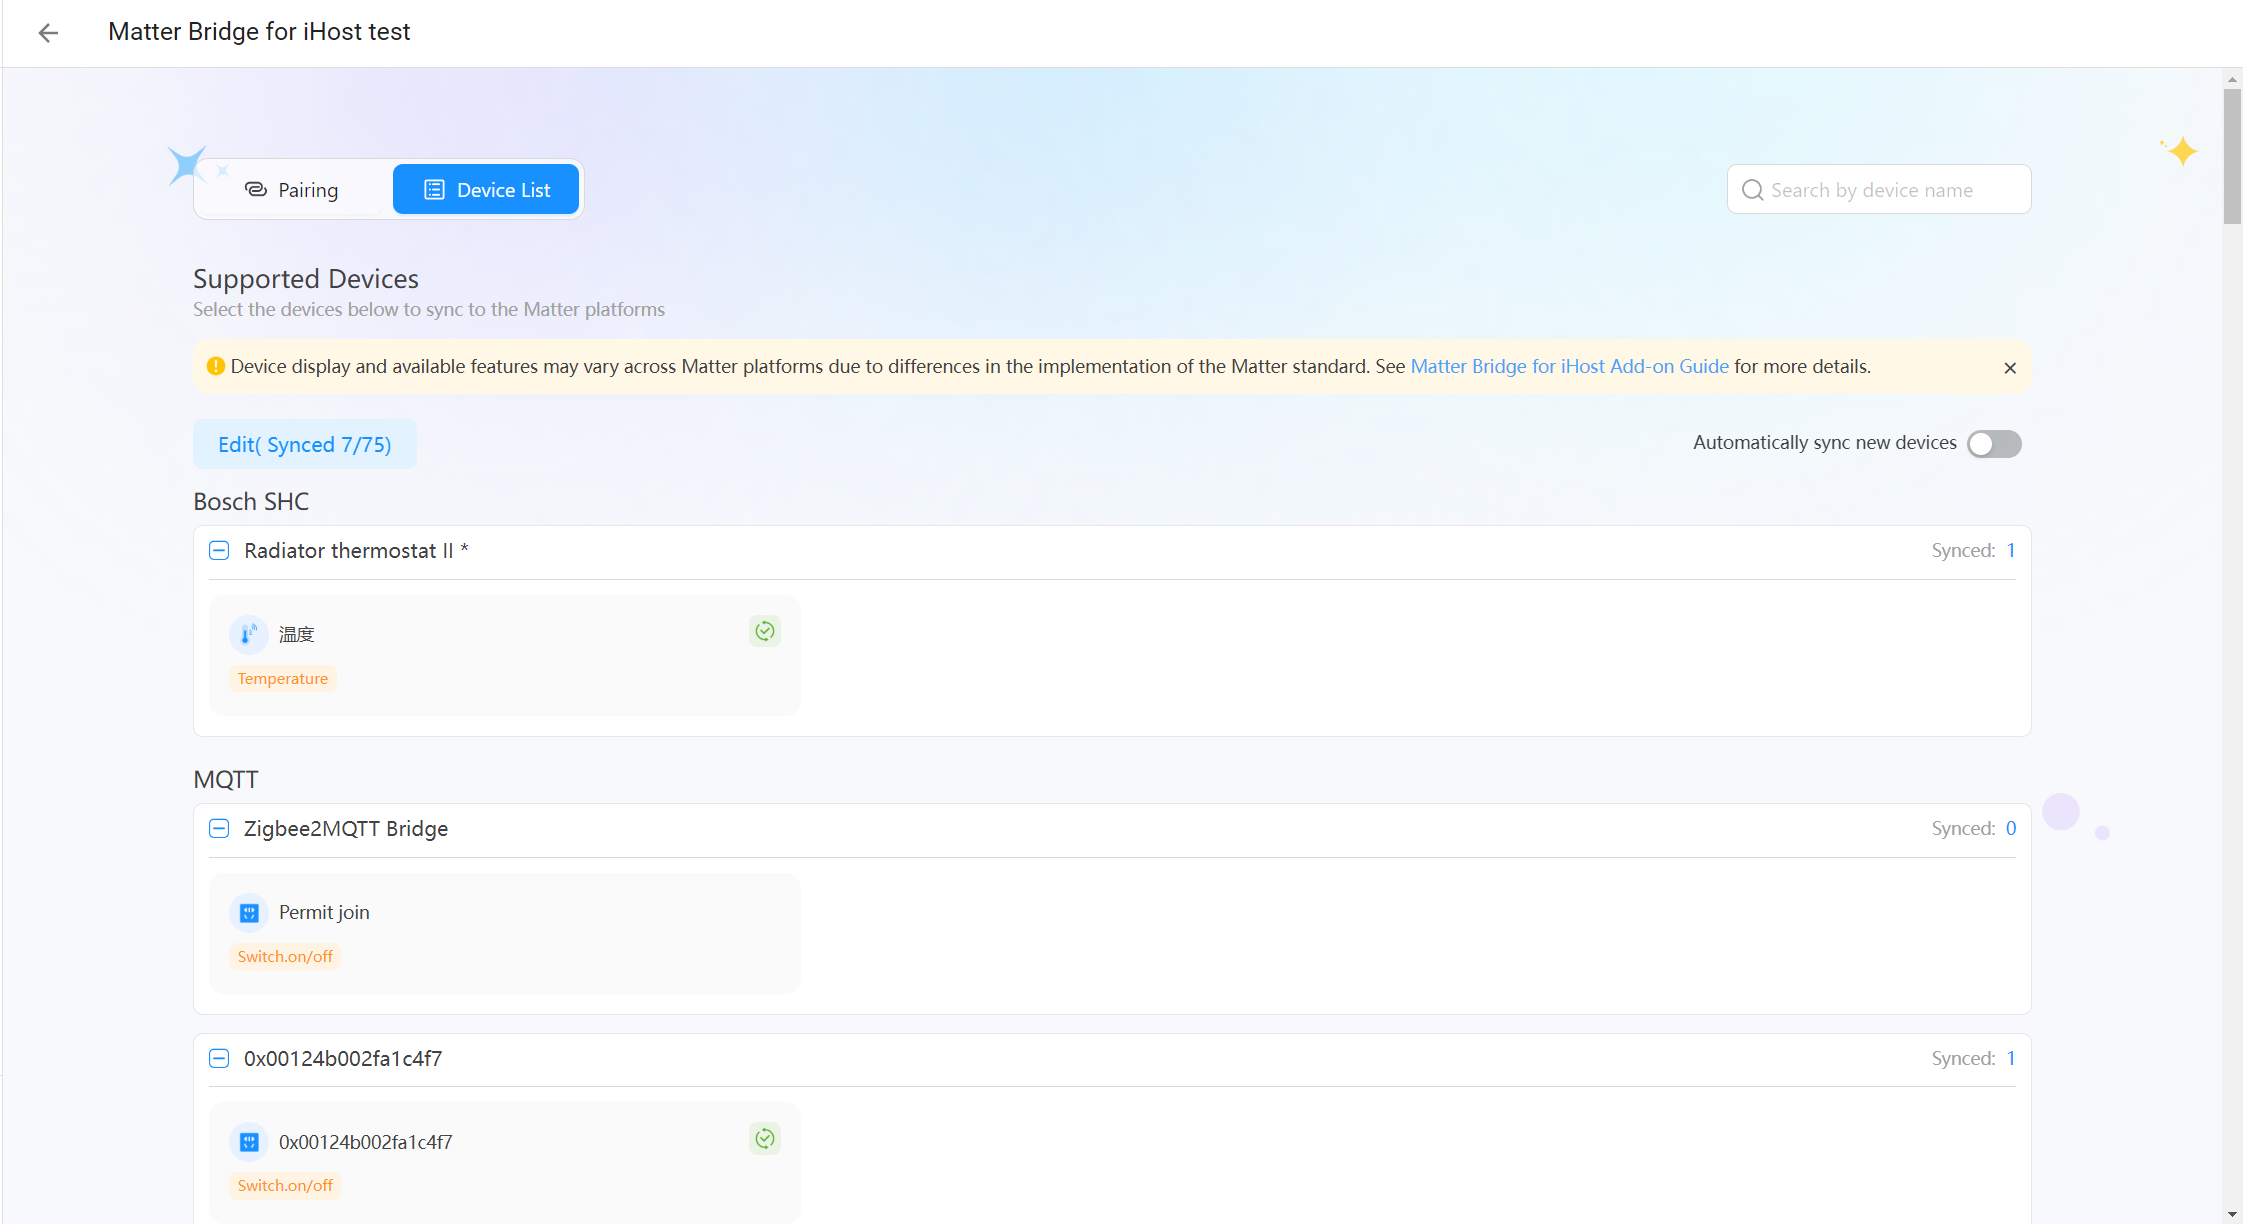 Matter Bridge for iHost test
Pairing
Device List
Search by device name
Supported Devices
Select the devices below to sync to the Matter platforms
Device display and available features may vary across Matter platforms due to differences in the implementation of the Matter standard. See Matter Bridge for iHost Add-on Guide for more details.
Edit( Synced 7/75)
Automatically sync new devices
Bosch SHC
Radiator thermostat II *
Synced: 1
温度
Temperature
MQTT
Zigbee2MQTT Bridge
Synced: 0
Permit join
Switch.on/off
0x00124b002fa1c4f7
Synced: 1
0x00124b002fa1c4f7
Switch.on/off